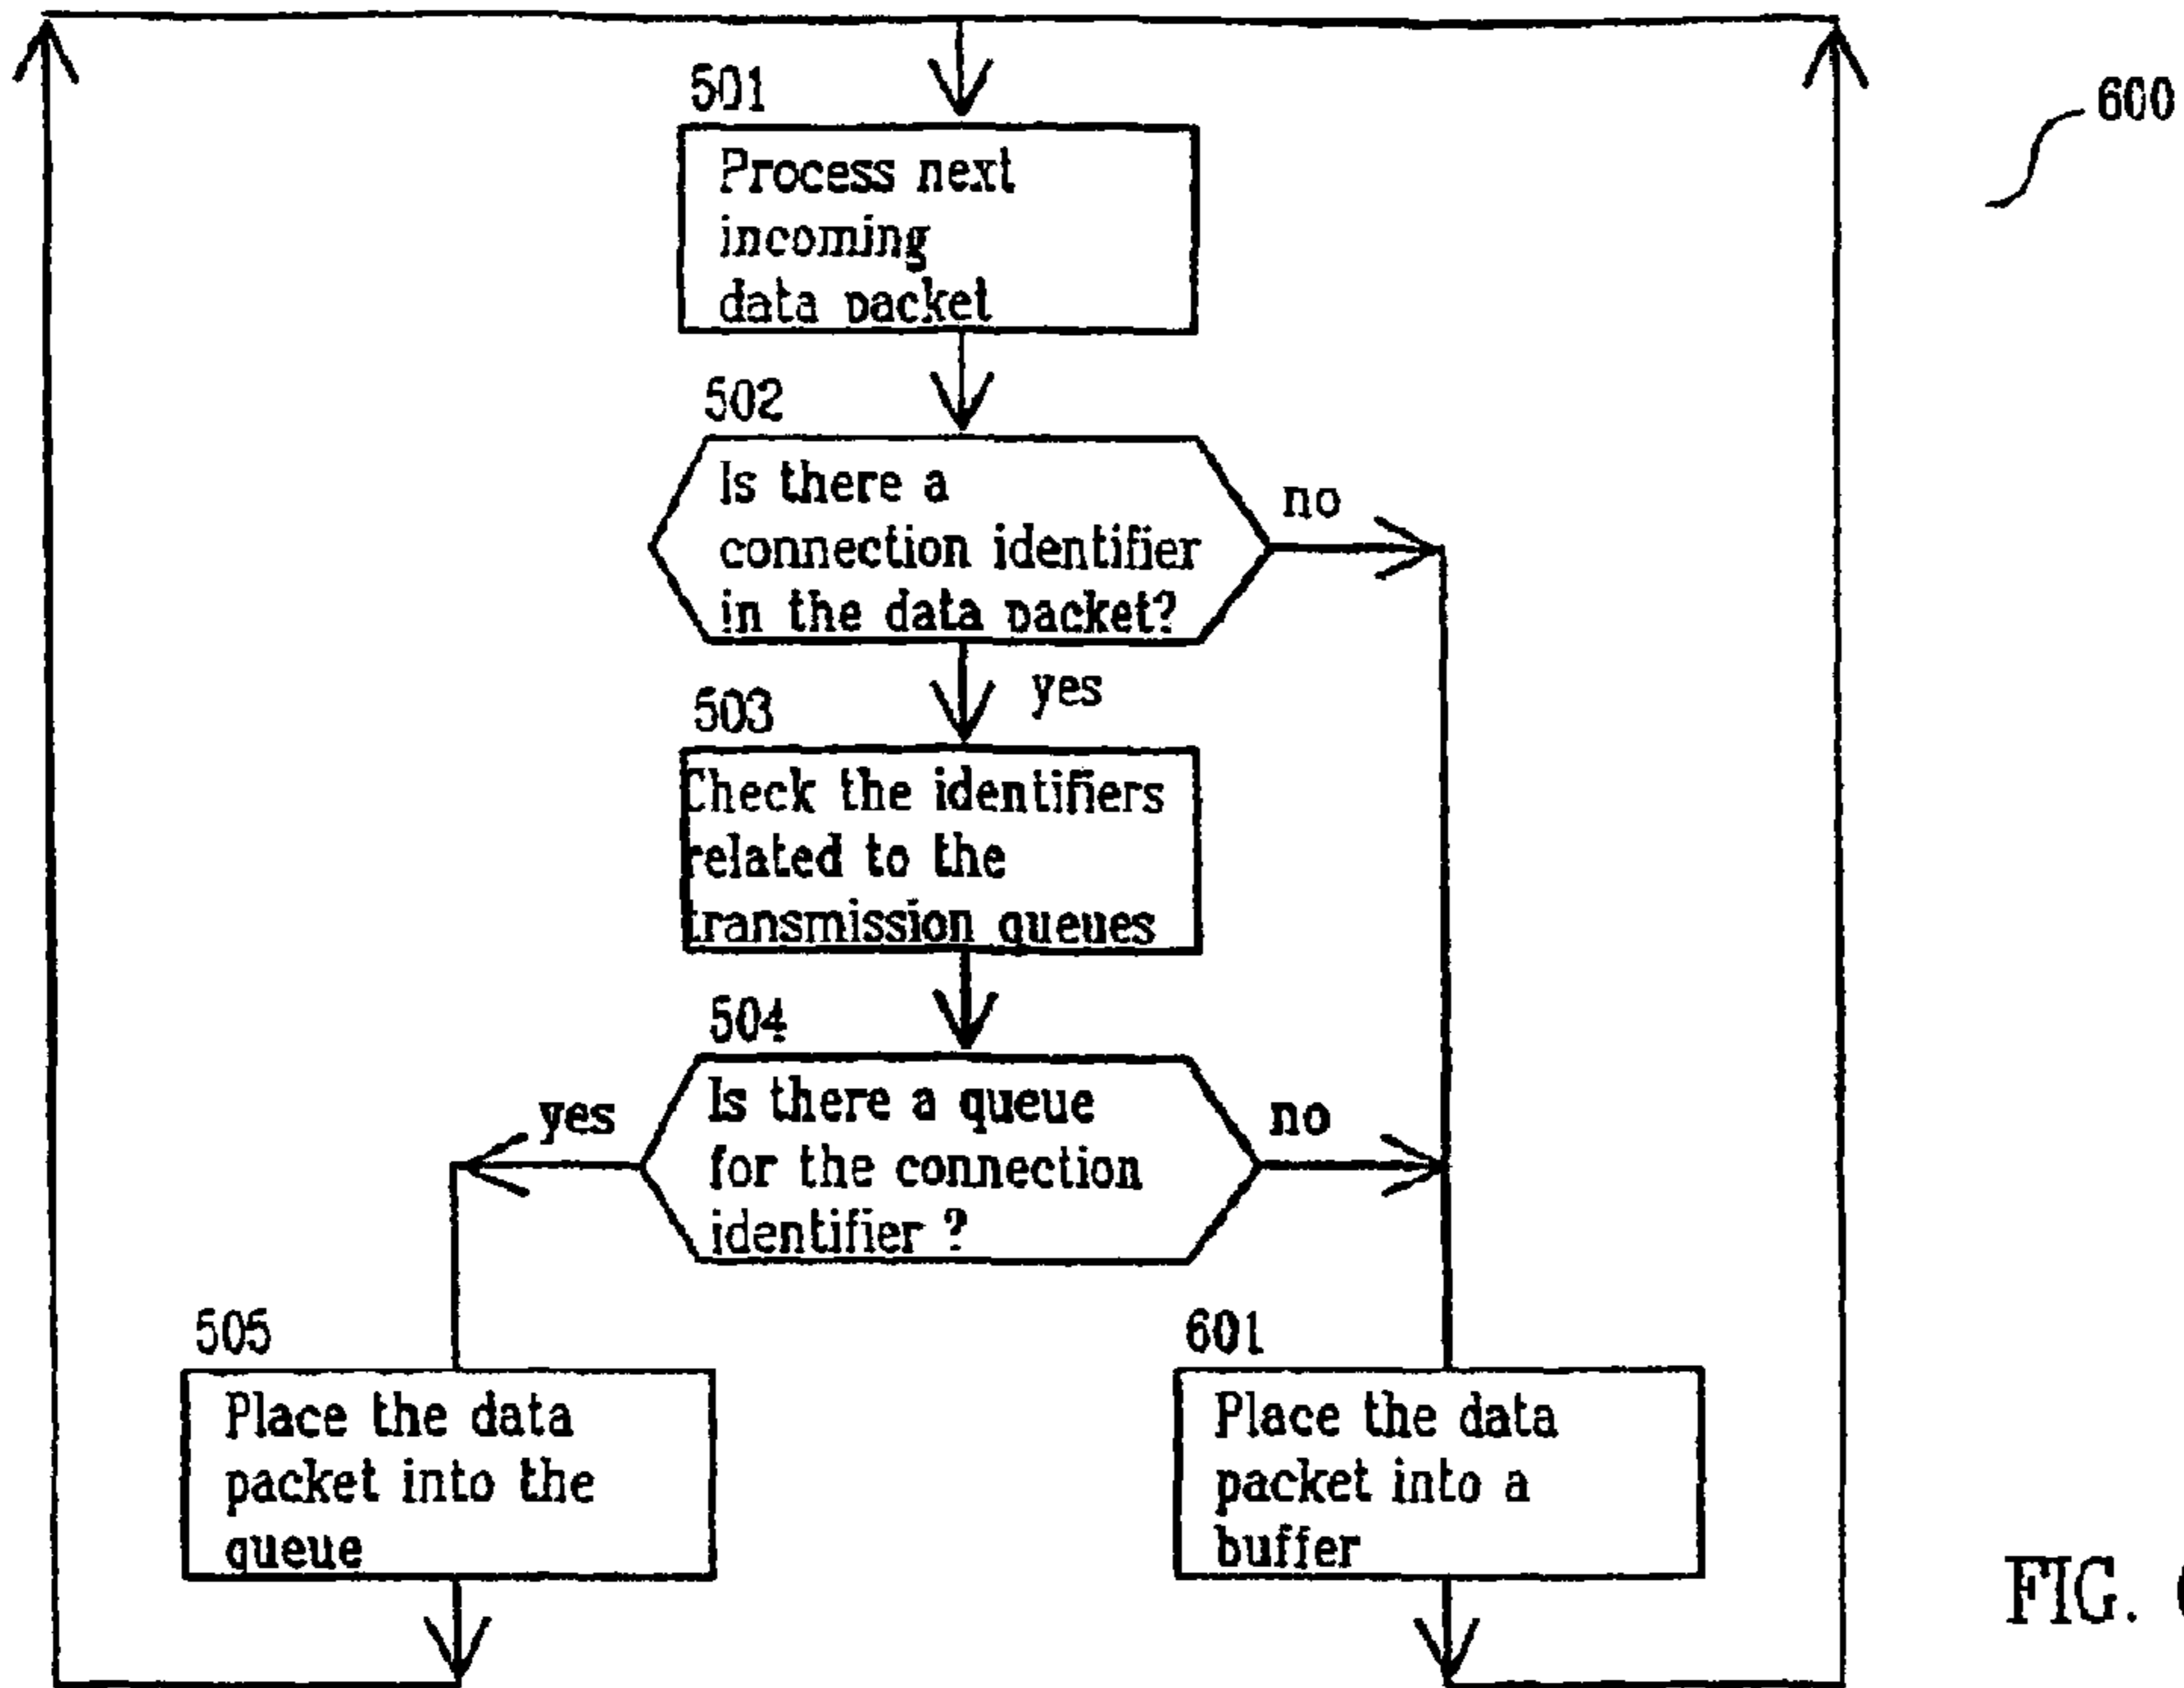 501
600
Process next
incoming
data packet
502
Is there a
connection identifier
in the data packet?
no
yes
503
Check the identifiers
related to the
transmission queues
504
Is there a queue
for the connection
identifier ?
yes
no
505
601
Place the data
packet into the
queue
Place the data
packet into a
buffer
FIG.